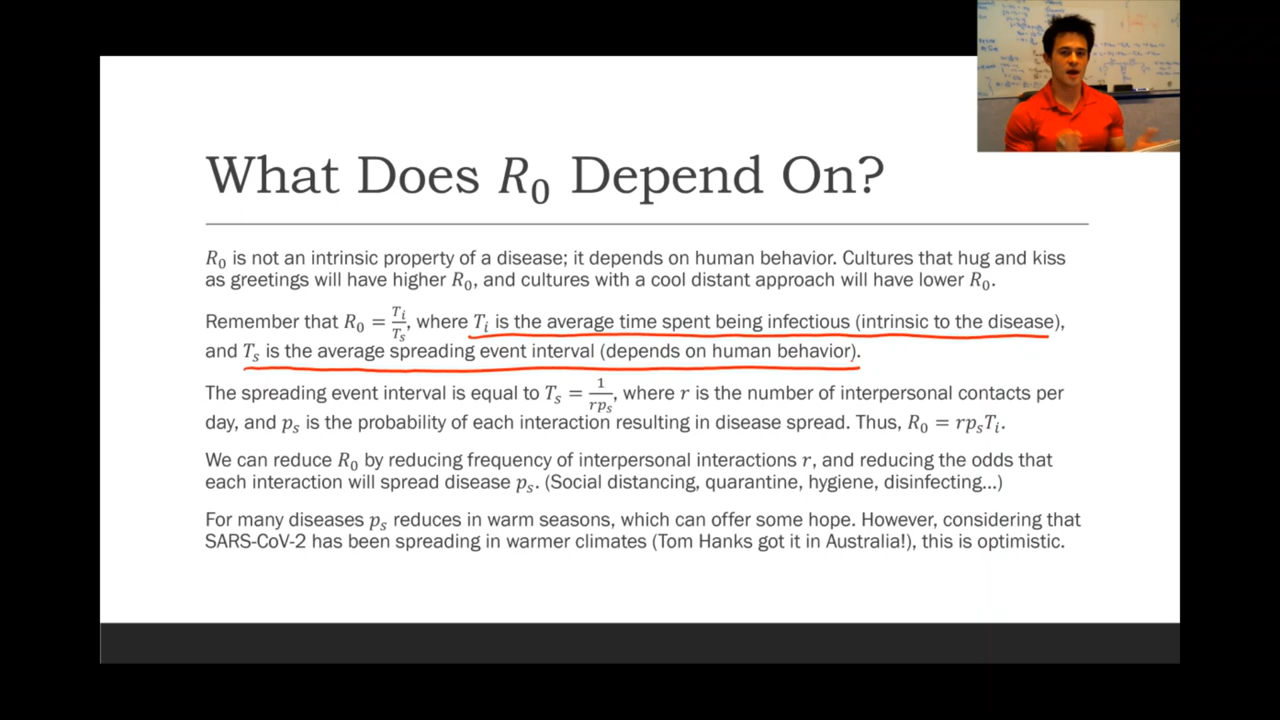 What Does R₀ Depend On?
R₀ is not an intrinsic property of a disease; it depends on human behavior. Cultures that hug and kiss
as greetings will have higher R₀, and cultures with a cool distant approach will have lower R₀.
Remember that R₀ = Tᵢ/Tₛ, where Tᵢ is the average time spent being infectious (intrinsic to the disease),
and Tₛ is the average spreading event interval (depends on human behavior).
The spreading event interval is equal to Tₛ = 1/rpₛ, where r is the number of interpersonal contacts per
day, and pₛ is the probability of each interaction resulting in disease spread. Thus, R₀ = rpₛTᵢ.
We can reduce R₀ by reducing frequency of interpersonal interactions r, and reducing the odds that
each interaction will spread disease pₛ. (Social distancing, quarantine, hygiene, disinfecting...)
For many diseases pₛ reduces in warm seasons, which can offer some hope. However, considering that
SARS-CoV-2 has been spreading in warmer climates (Tom Hanks got it in Australia!), this is optimistic.